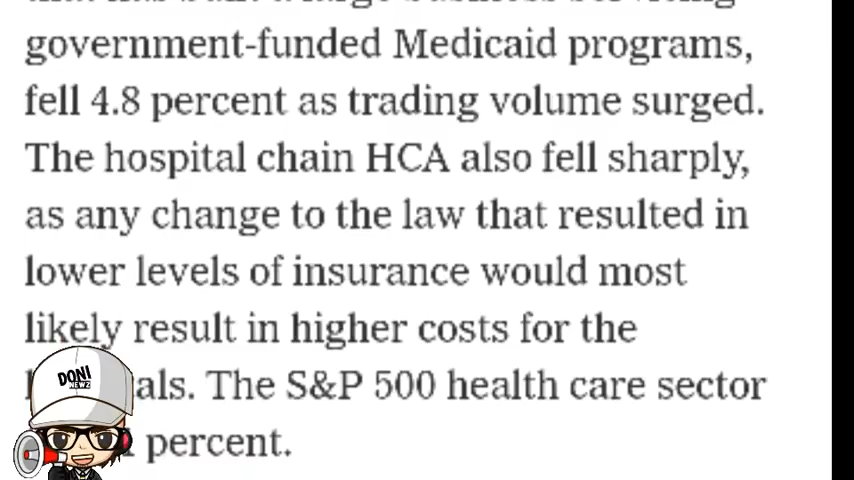 government-funded Medicaid programs,
fell 4.8 percent as trading volume surged.
The hospital chain HCA also fell sharply,
as any change to the law that resulted in
lower levels of insurance would most
likely result in higher costs for the
als. The S&P 500 health care sector
percent.
DONI
NEWZ